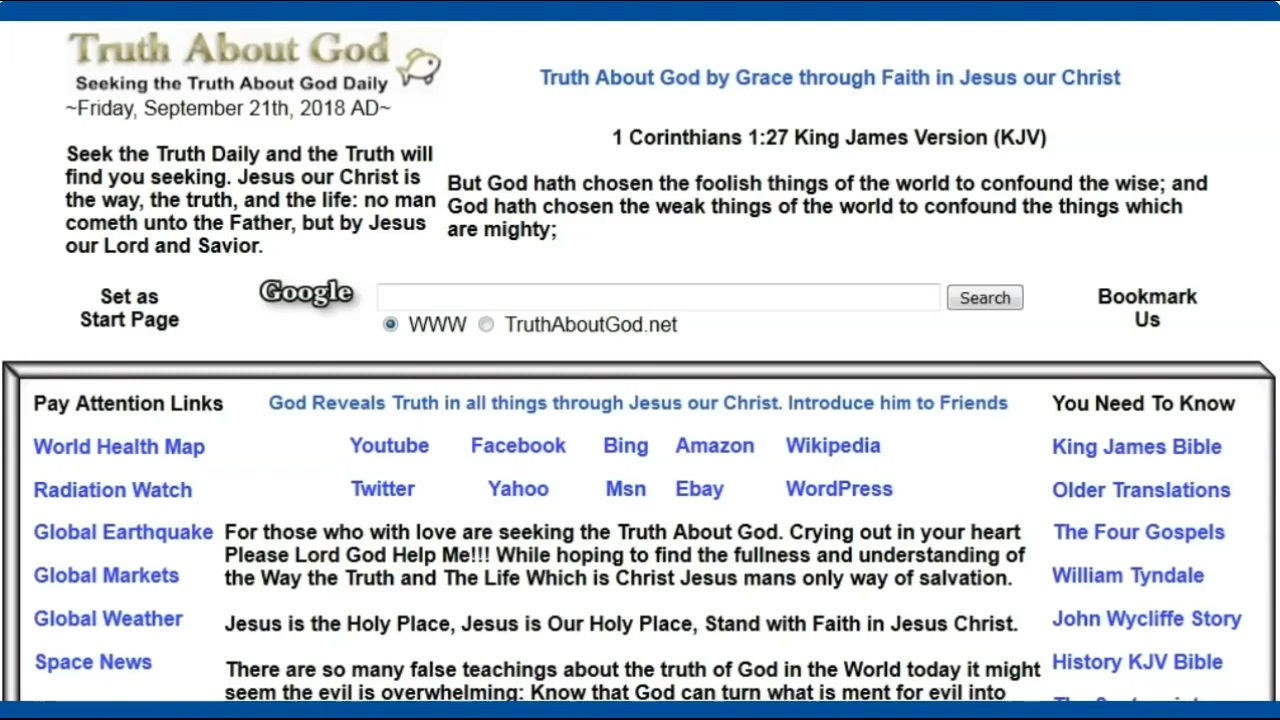 Truth About God
Seeking the Truth About God Daily
~Friday, September 21th, 2018 AD~
Seek the Truth Daily and the Truth will
find you seeking. Jesus our Christ is
the way, the truth, and the life: no man
cometh unto the Father, but by Jesus
our Lord and Savior.
Truth About God by Grace through Faith in Jesus our Christ
1 Corinthians 1:27 King James Version (KJV)
But God hath chosen the foolish things of the world to confound the wise; and
God hath chosen the weak things of the world to confound the things which
are mighty;
Set as
Start Page
Google
Search
WWW TruthAboutGod.net
Bookmark
Us
Pay Attention Links
World Health Map
Radiation Watch
Global Earthquake
Global Markets
Global Weather
Space News
God Reveals Truth in all things through Jesus our Christ. Introduce him to Friends
Youtube Facebook Bing Amazon Wikipedia
Twitter Yahoo Msn Ebay WordPress
For those who with love are seeking the Truth About God. Crying out in your heart
Please Lord God Help Me!!! While hoping to find the fullness and understanding of
the Way the Truth and The Life Which is Christ Jesus mans only way of salvation.
Jesus is the Holy Place, Jesus is Our Holy Place, Stand with Faith in Jesus Christ.
There are so many false teachings about the truth of God in the World today it might
seem the evil is overwhelming: Know that God can turn what is ment for evil into
You Need To Know
King James Bible
Older Translations
The Four Gospels
William Tyndale
John Wycliffe Story
History KJV Bible